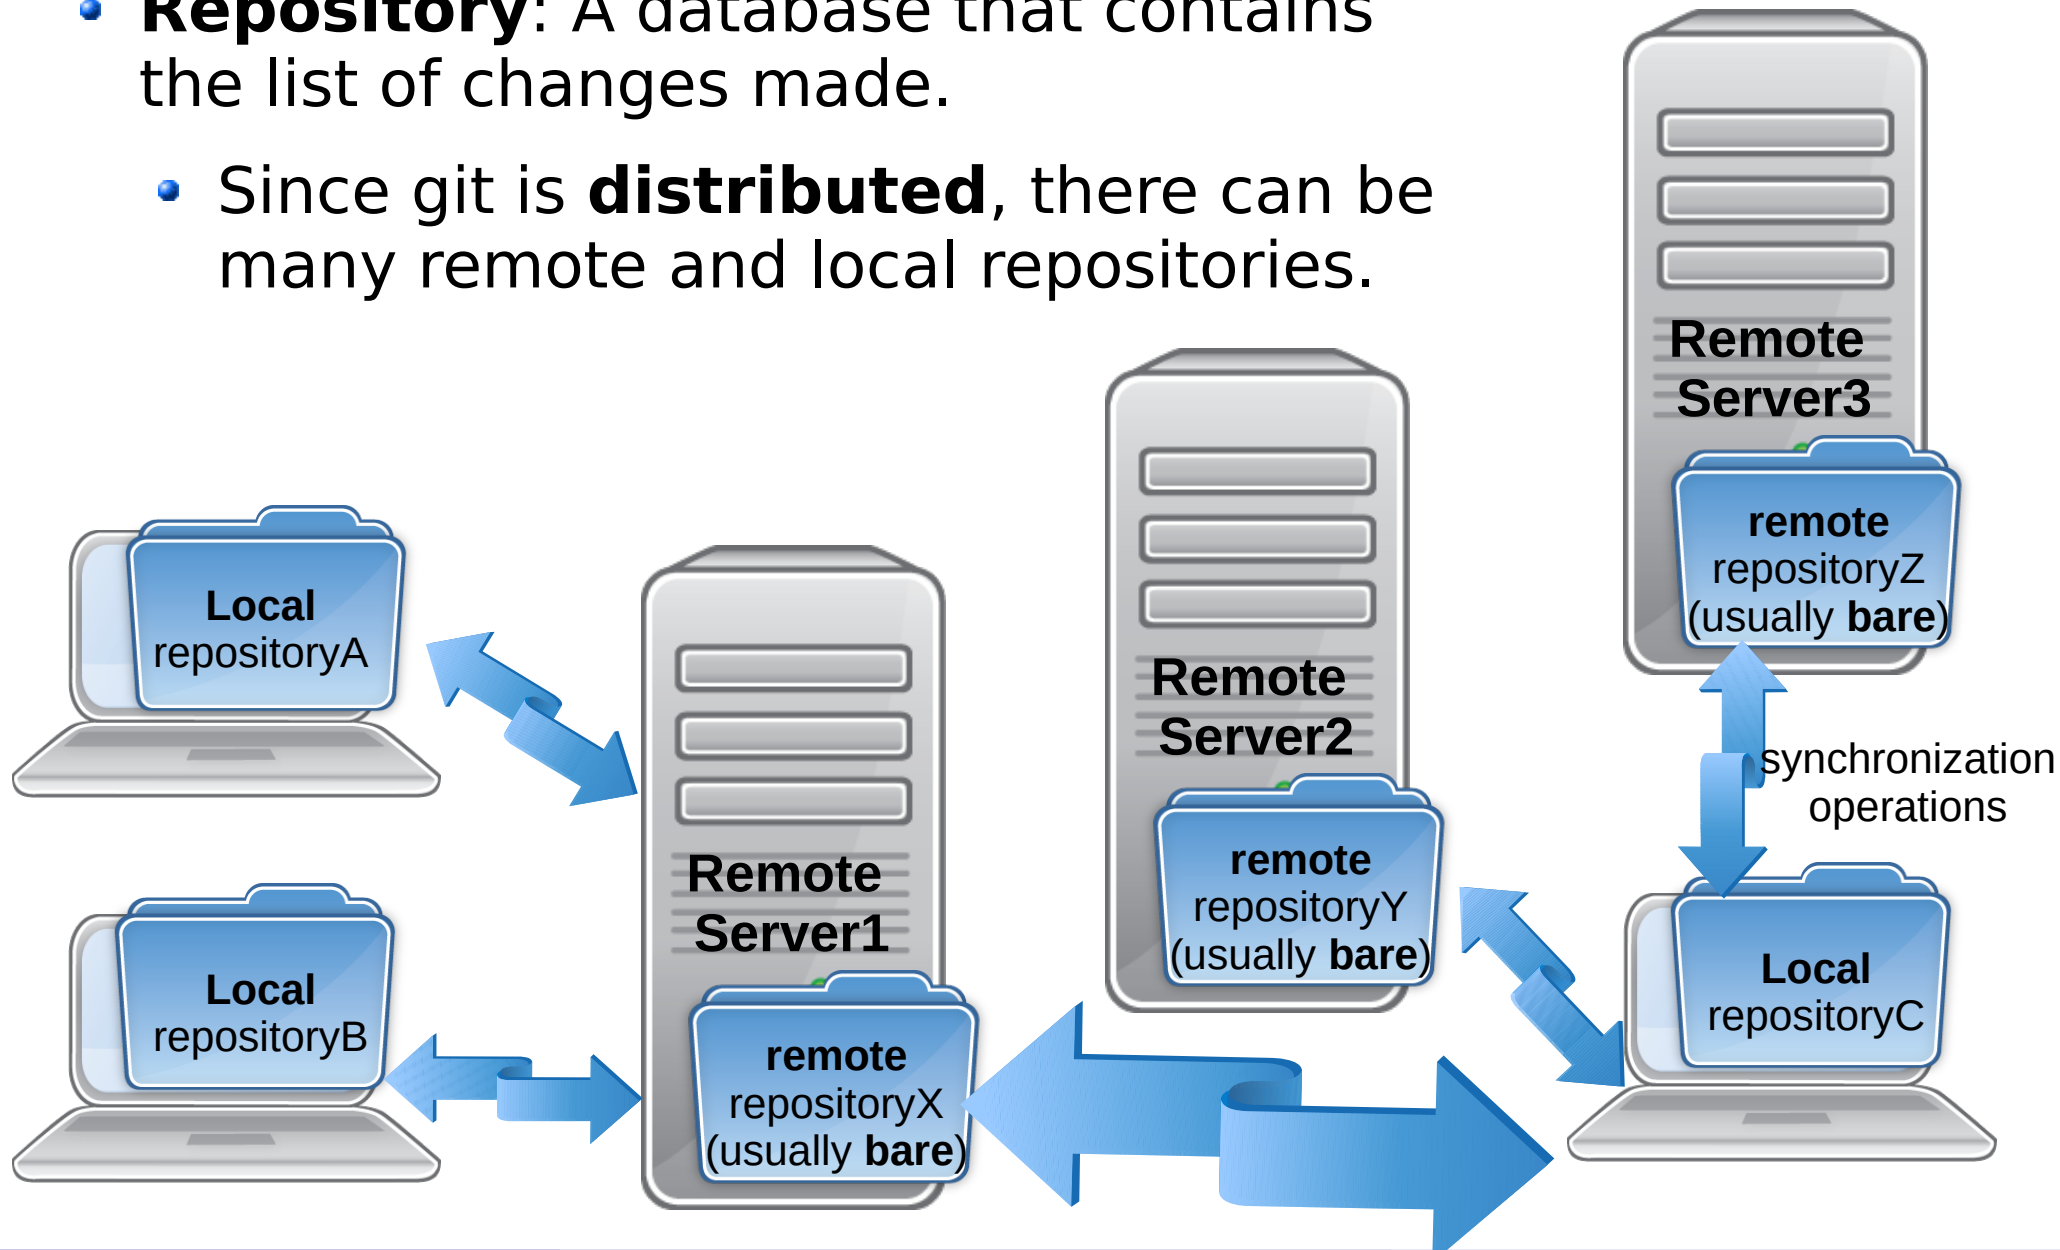 Repository: A database that contains
the list of changes made.
Since git is distributed, there can be
many remote and local repositories.
Remote
Server3
remote
repositoryZ
(usually bare)
Remote
Server2
remote
repositoryY
(usually bare)
Local
repositoryA
Remote
Server1
remote
repositoryX
(usually bare)
synchronization
operations
Local
repositoryB
Local
repositoryC